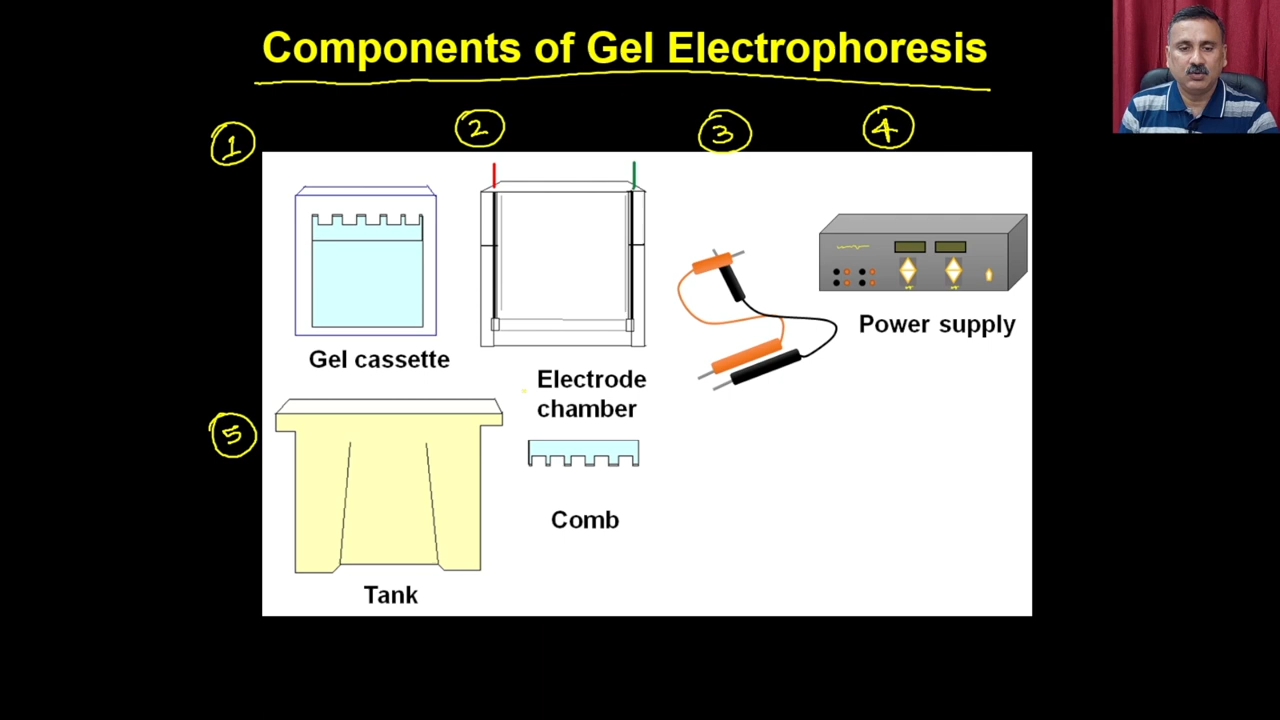 Components of Gel Electrophoresis
1
2
3
4
Gel cassette
Electrode
chamber
Power supply
5
Comb
Tank